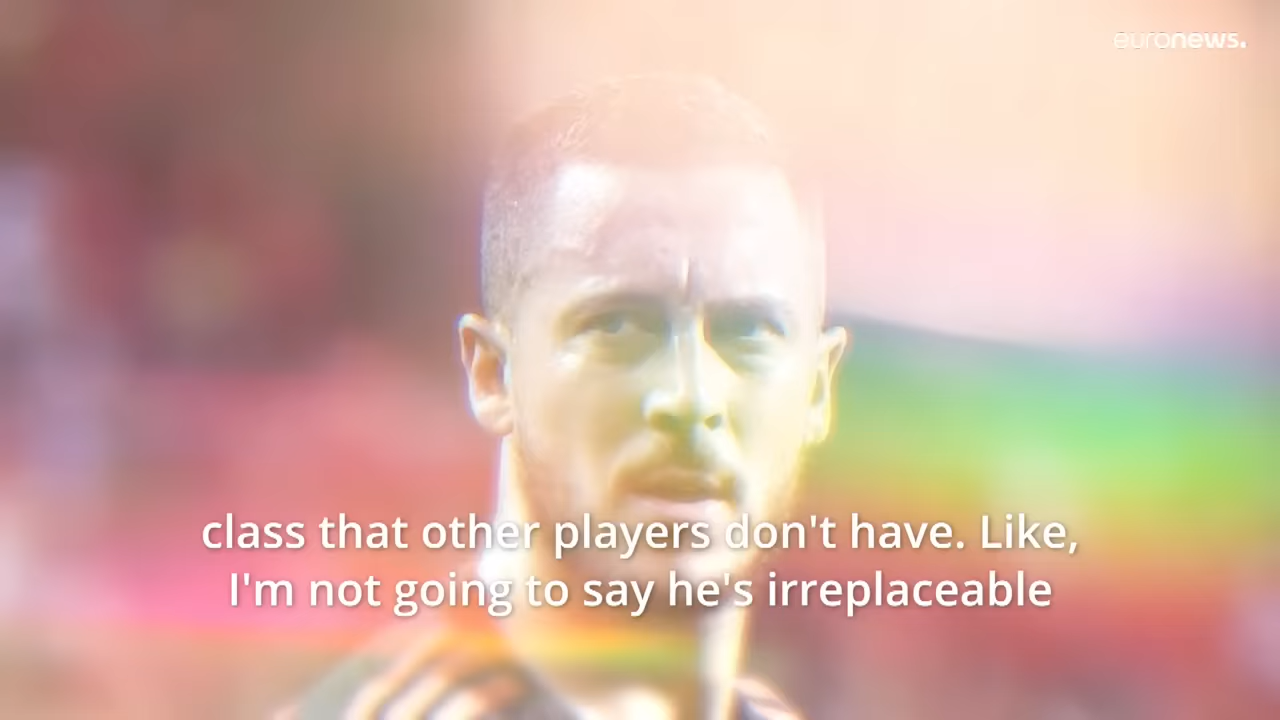 euronews.
class that other players don't have. Like,
I'm not going to say he's irreplaceable